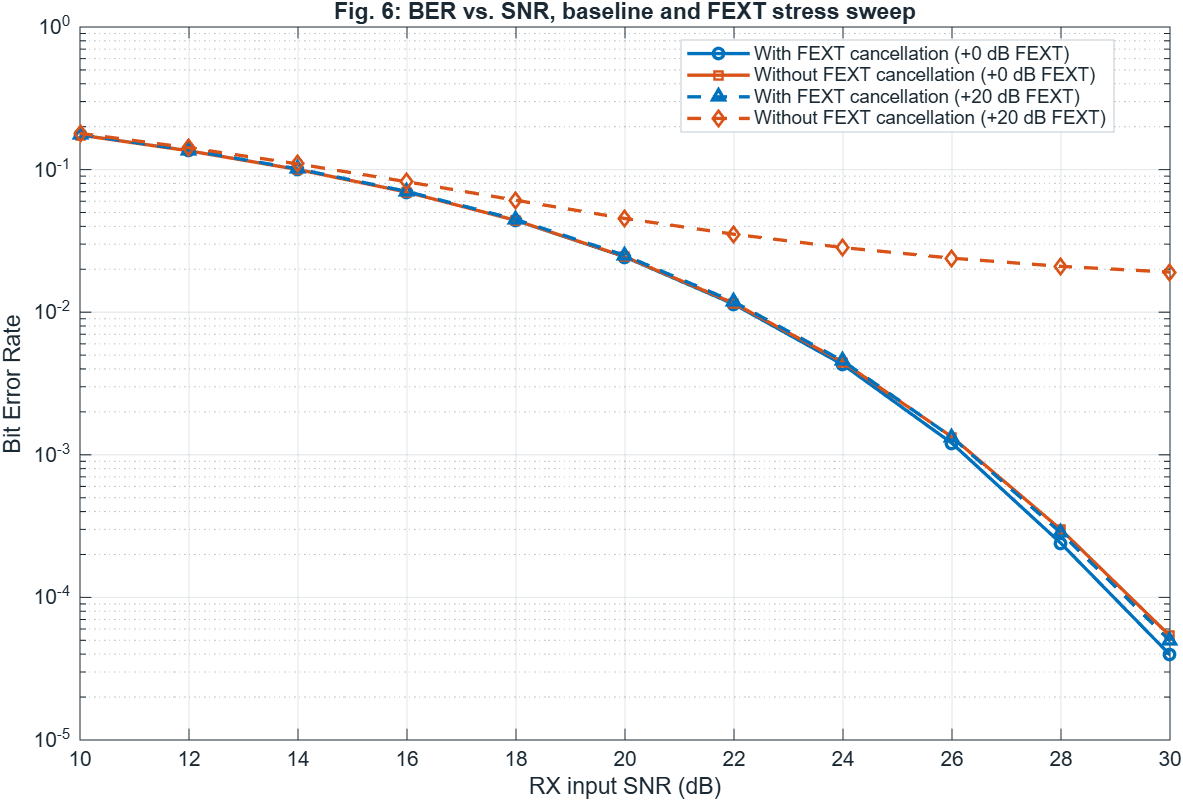 Fig. 6: BER vs. SNR, baseline and FEXT stress sweep
With FEXT cancellation (+0 dB FEXT)
Without FEXT cancellation (+0 dB FEXT)
With FEXT cancellation (+20 dB FEXT)
Without FEXT cancellation (+20 dB FEXT)
Bit Error Rate
10^0
10^-1
10^-2
10^-3
10^-4
10^-5
10 12 14 16 18 20 22 24 26 28 30
RX input SNR (dB)